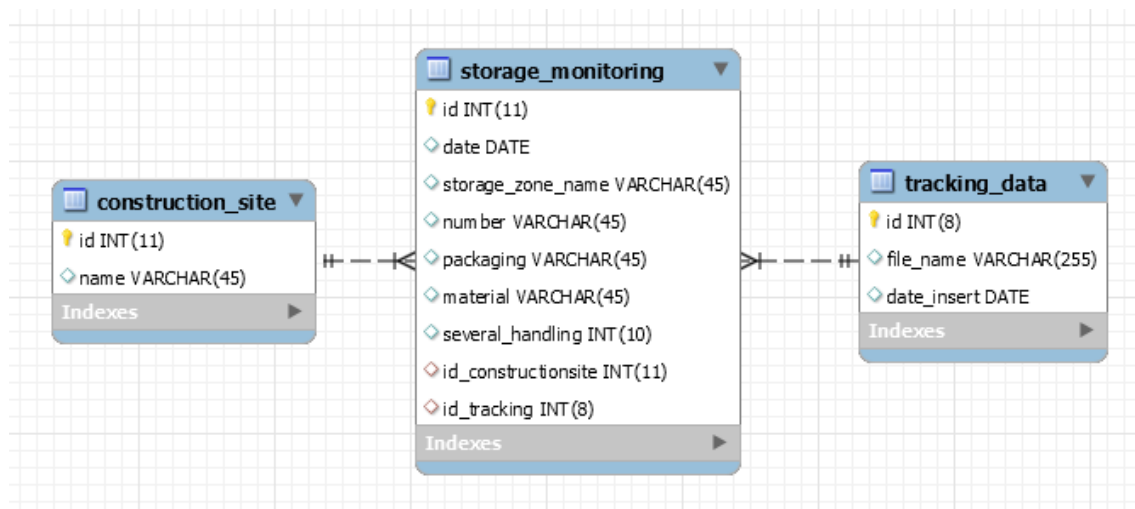 construction_site
id INT(11)
name VARCHAR(45)
Indexes
storage_monitoring
id INT(11)
date DATE
storage_zone_name VARCHAR(45)
number VARCHAR(45)
packaging VARCHAR(45)
material VARCHAR(45)
several_handling INT(10)
id_constructionsite INT(11)
id_tracking INT(8)
Indexes
tracking_data
id INT(8)
file_name VARCHAR(255)
date_insert DATE
Indexes